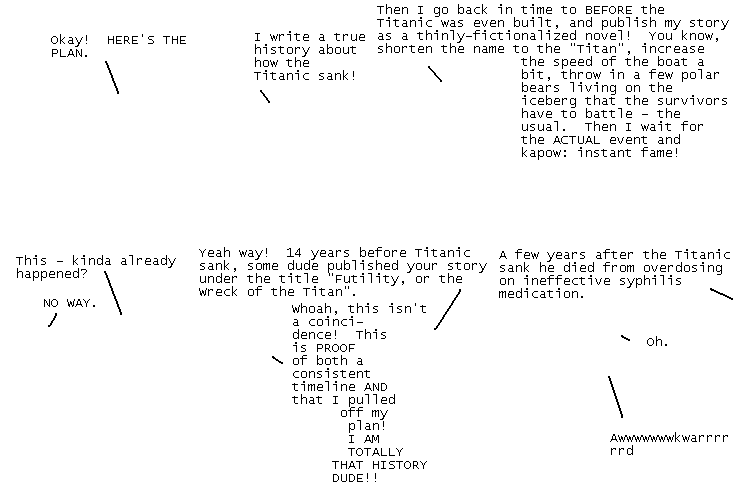 Okay! HERE'S THE
PLAN.
I write a true
history about
how the
Titanic sank!
Then I go back in time to BEFORE the
Titanic was even built, and publish my story
as a thinly-fictionalized novel! You know,
shorten the name to the "Titan", increase
the speed of the boat a
bit, throw in a few polar
bears living on the
iceberg that the survivors
have to battle - the
usual. Then I wait for
the ACTUAL event and
kapow: instant fame!
This - kinda already
happened?
NO WAY.
Yeah way! 14 years before Titanic
sank, some dude published your story
under the title "Futility, or the
Wreck of the Titan".
Whoah, this isn't
a coinci-
dence! This
is PROOF
of both a
consistent
timeline AND
that I pulled
off my
plan!
I AM
TOTALLY
THAT HISTORY
DUDE!!
A few years after the Titanic
sank he died from overdosing
on ineffective syphilis
medication.
Oh.
Awwwwwwwkwarrrr
rrd